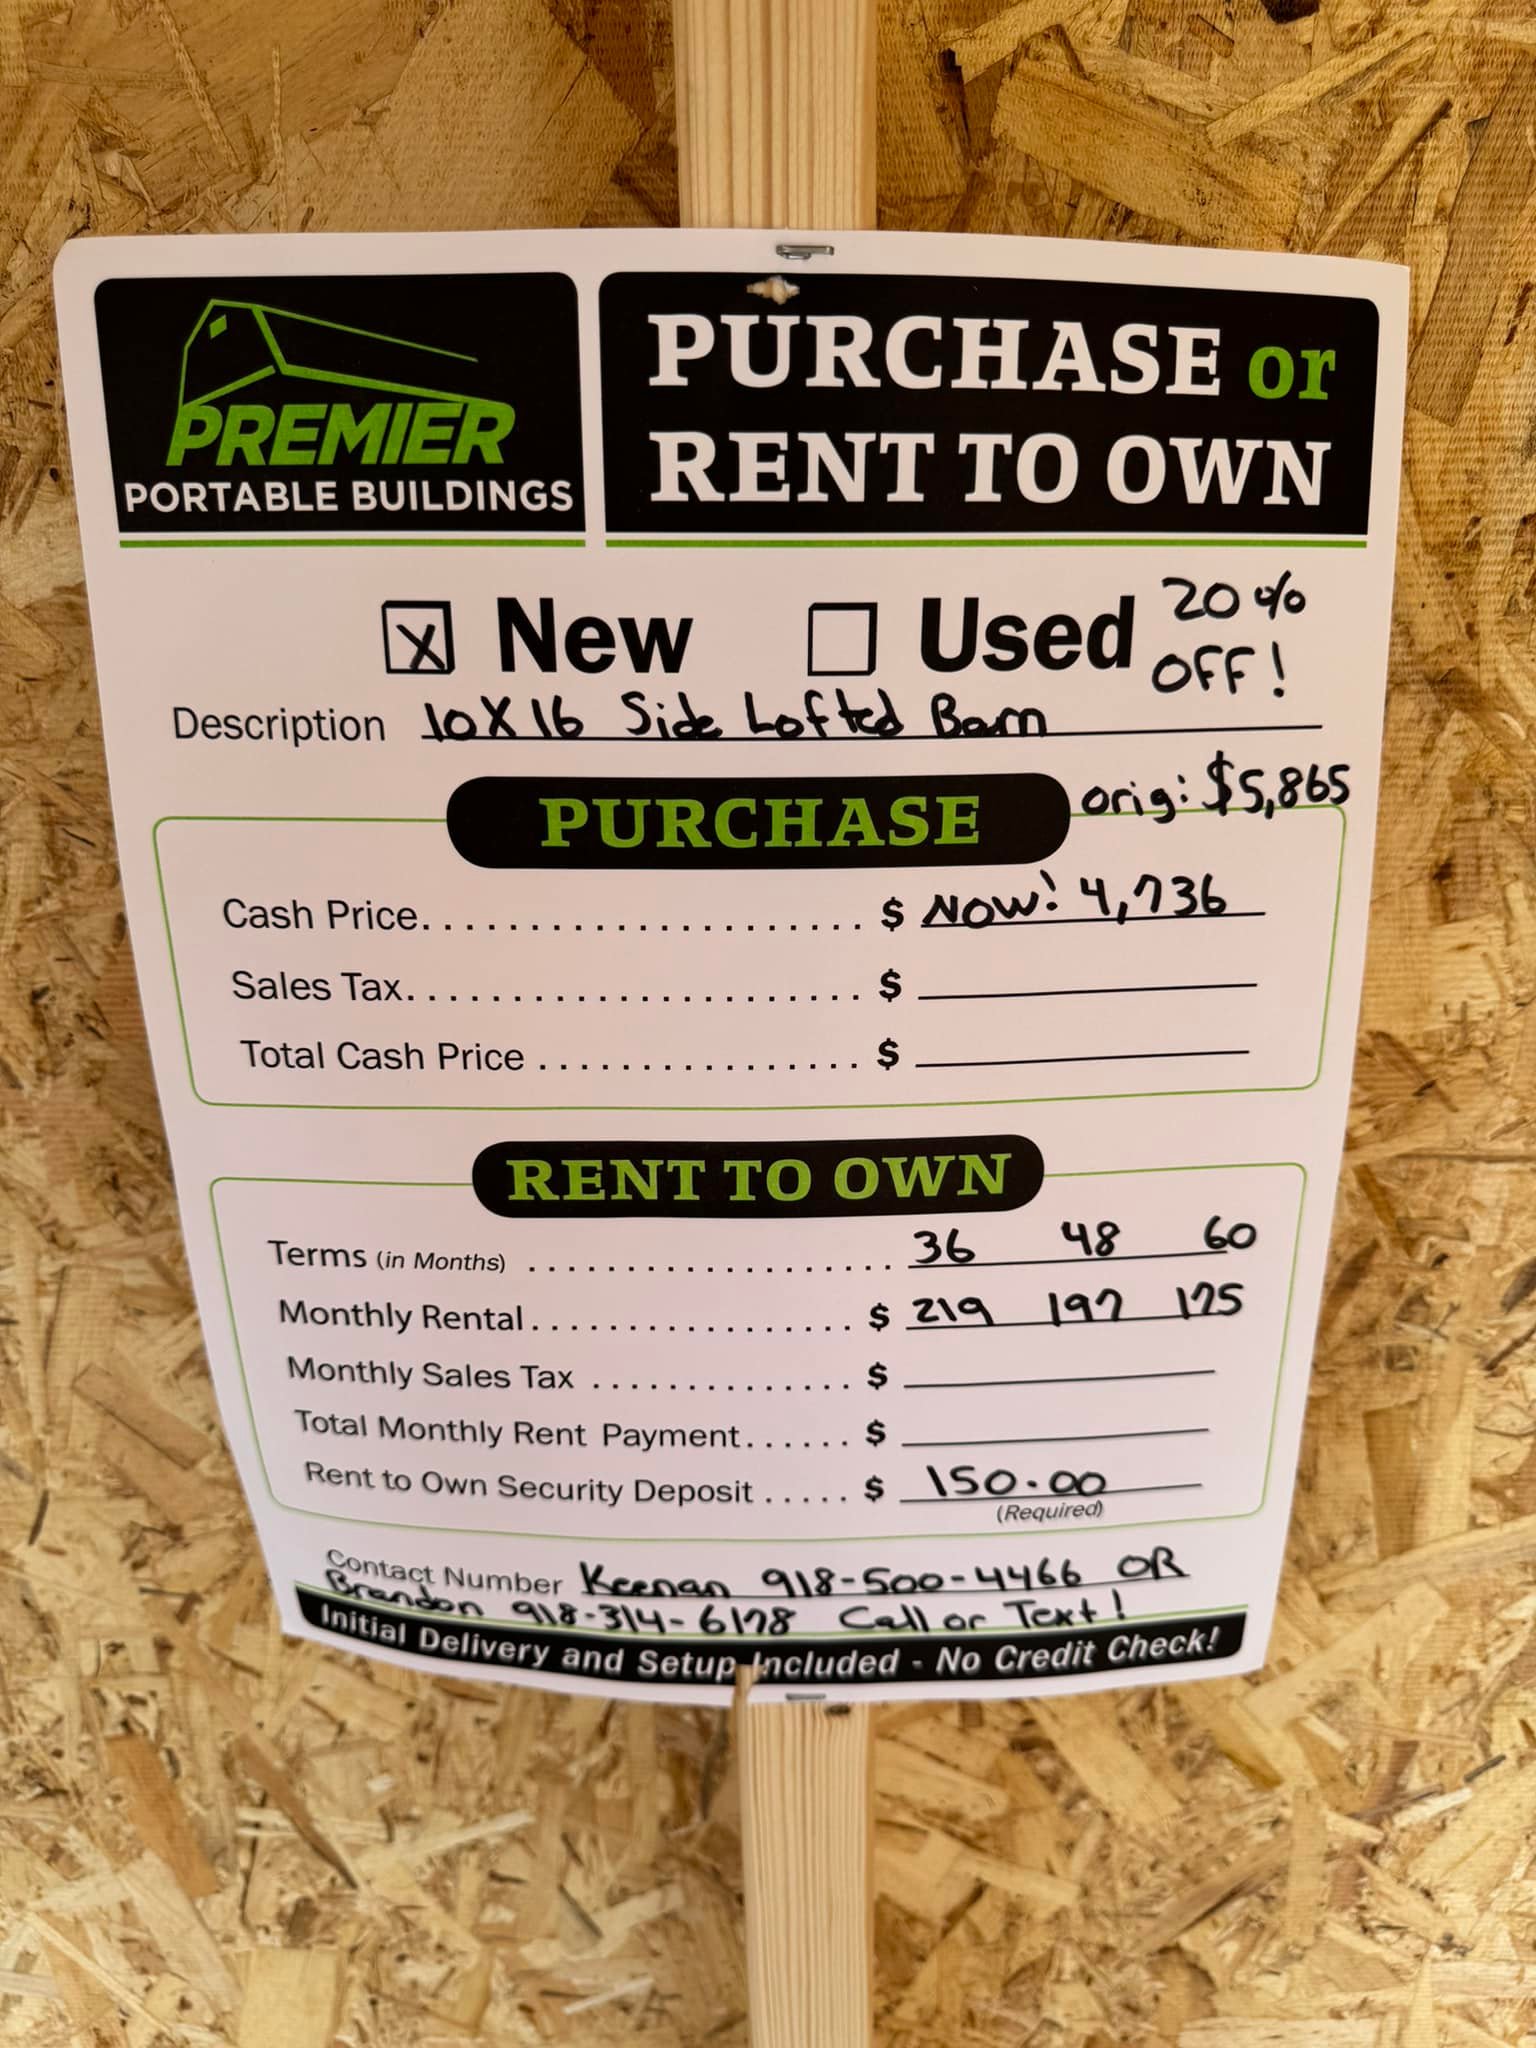 PREMIER
PORTABLE BUILDINGS
PURCHASE or
RENT TO OWN
X New Used 20% OFF!
Description 10X16 Side Lofted Barn
PURCHASE orig: $5,865
Cash Price..................... $ NOW! 4,736
Sales Tax...................... $
Total Cash Price ................ $
RENT TO OWN
Terms (in Months) ................... 36 48 60
Monthly Rental................. $ 219 197 175
Monthly Sales Tax .............. $
Total Monthly Rent Payment...... $
Rent to Own Security Deposit ..... $ 150.00
(Required)
Contact Number Keenan 918-500-4466 OR
Brandon 918-314-6178 Call or Text!
Initial Delivery and Setup Included - No Credit Check!